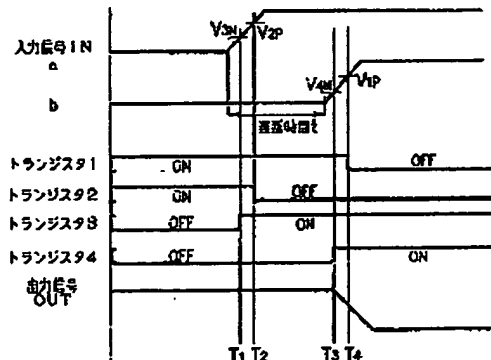 入力信号IN
V3N V2P
a
V4N V1P
b
遅延時間t
トランジスタ1 ON OFF
トランジスタ2 ON OFF
トランジスタ3 OFF ON
トランジスタ4 OFF ON
出力信号
OUT
T1 T2 T3 T4